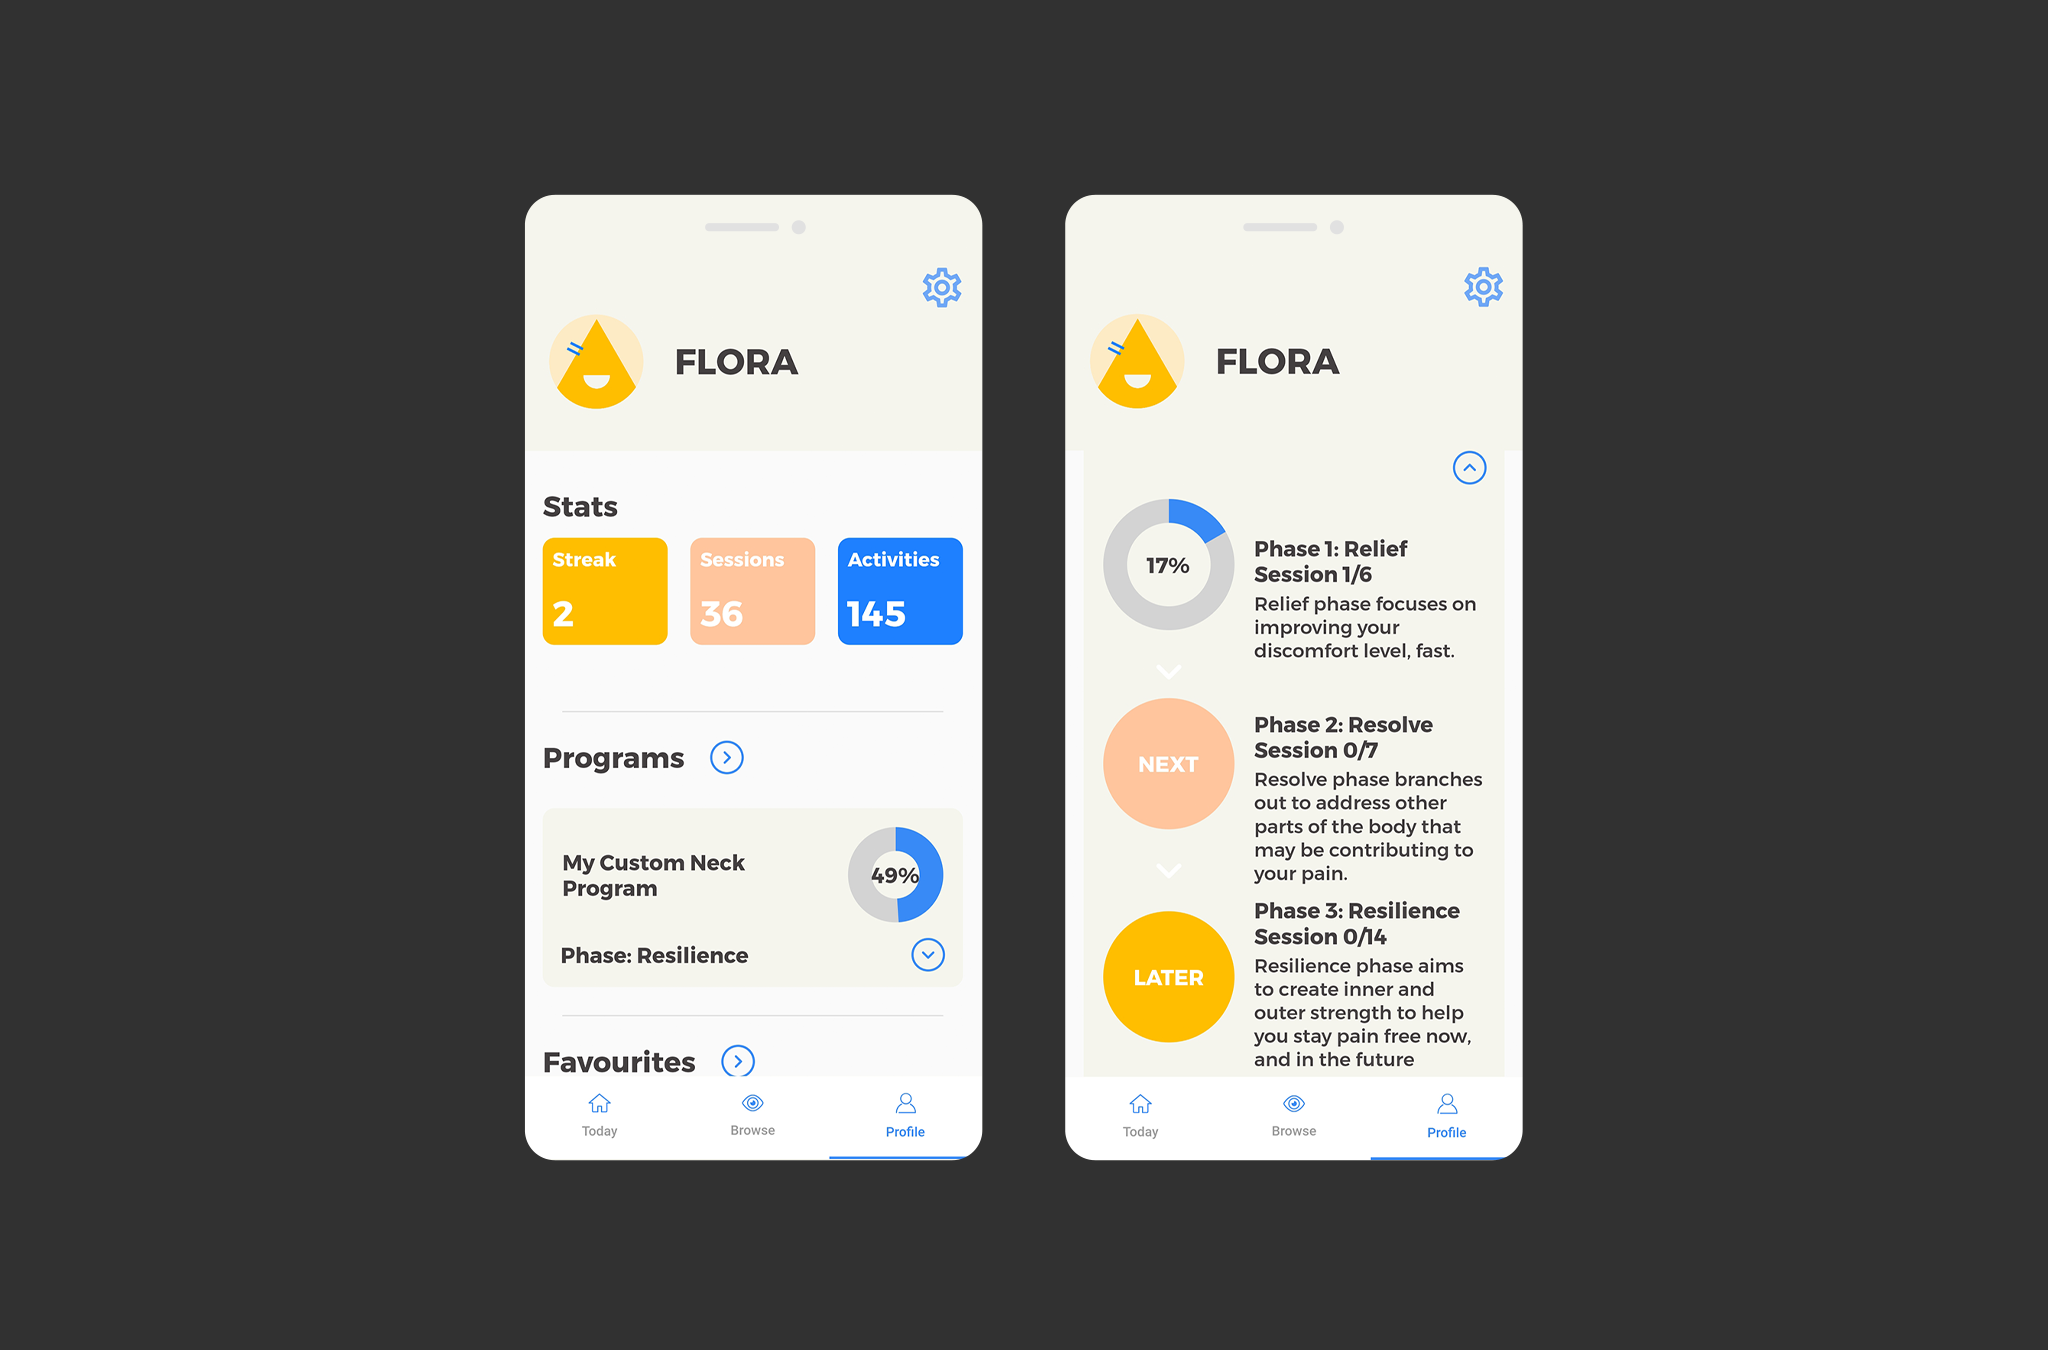 FLORA
Stats
Streak
2
Sessions
36
Activities
145
Programs
My Custom Neck
Program
49%
Phase: Resilience
Favourites
Today
Browse
Profile
FLORA
17%
Phase 1: Relief
Session 1/6
Relief phase focuses on
improving your
discomfort level, fast.
NEXT
Phase 2: Resolve
Session 0/7
Resolve phase branches
out to address other
parts of the body that
may be contributing to
your pain.
LATER
Phase 3: Resilience
Session 0/14
Resilience phase aims
to create inner and
outer strength to help
you stay pain free now,
and in the future
Today
Browse
Profile